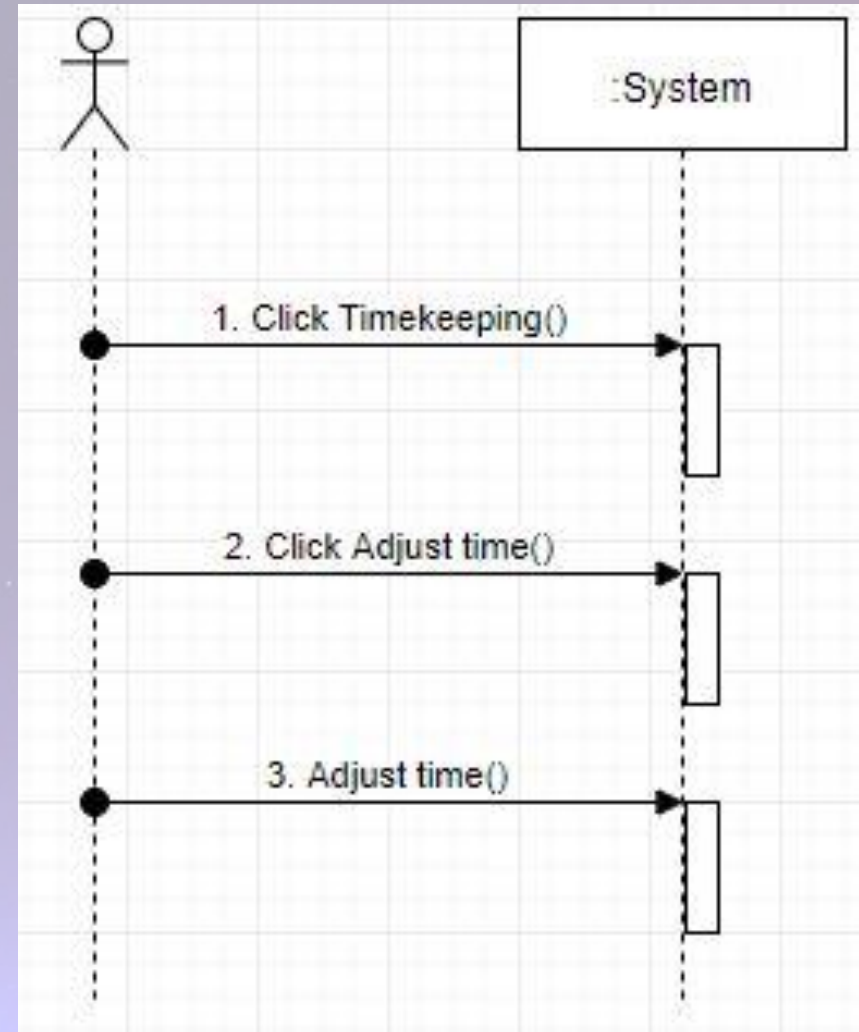 :System
1. Click Timekeeping()
2. Click Adjust time()
3. Adjust time()